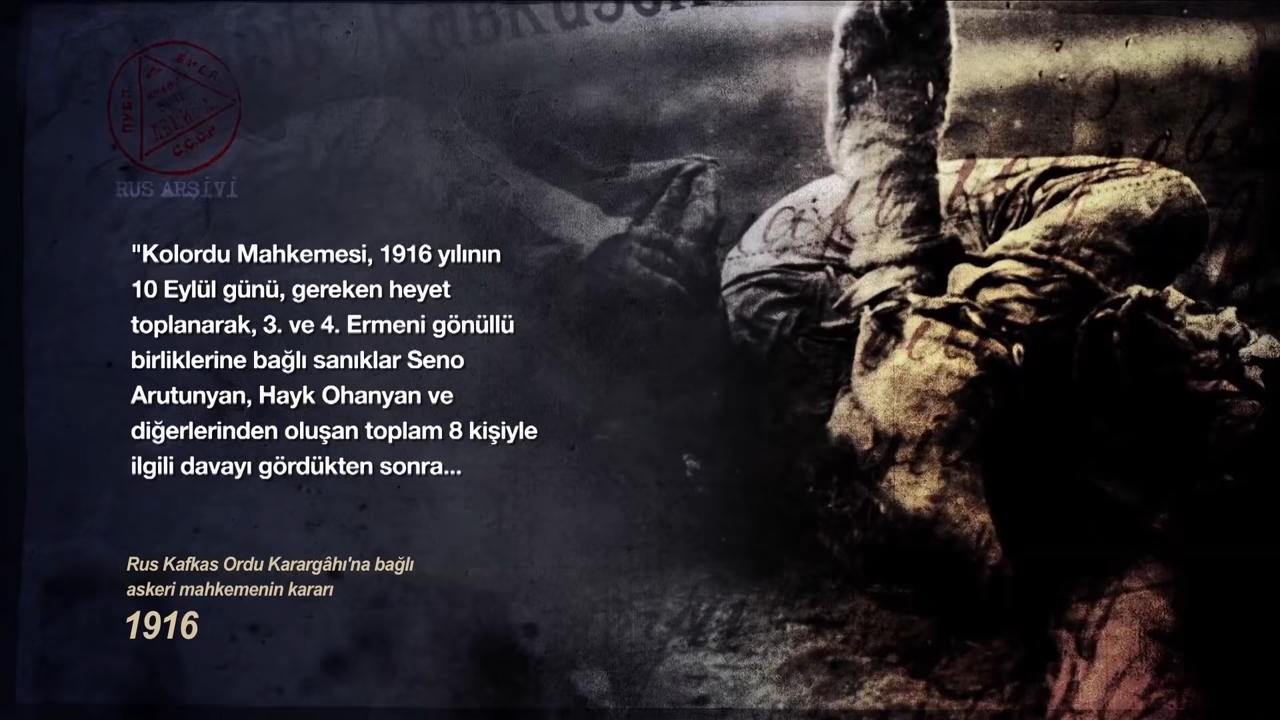 RUS ARŞİVİ
"Kolordu Mahkemesi, 1916 yılının
10 Eylül günü, gereken heyet
toplanarak, 3. ve 4. Ermeni gönüllü
birliklerine bağlı sanıklar Seno
Arutunyan, Hayk Ohanyan ve
diğerlerinden oluşan toplam 8 kişiyle
ilgili davayı gördükten sonra...
Rus Kafkas Ordu Karargâhı'na bağlı
askeri mahkemenin kararı
1916